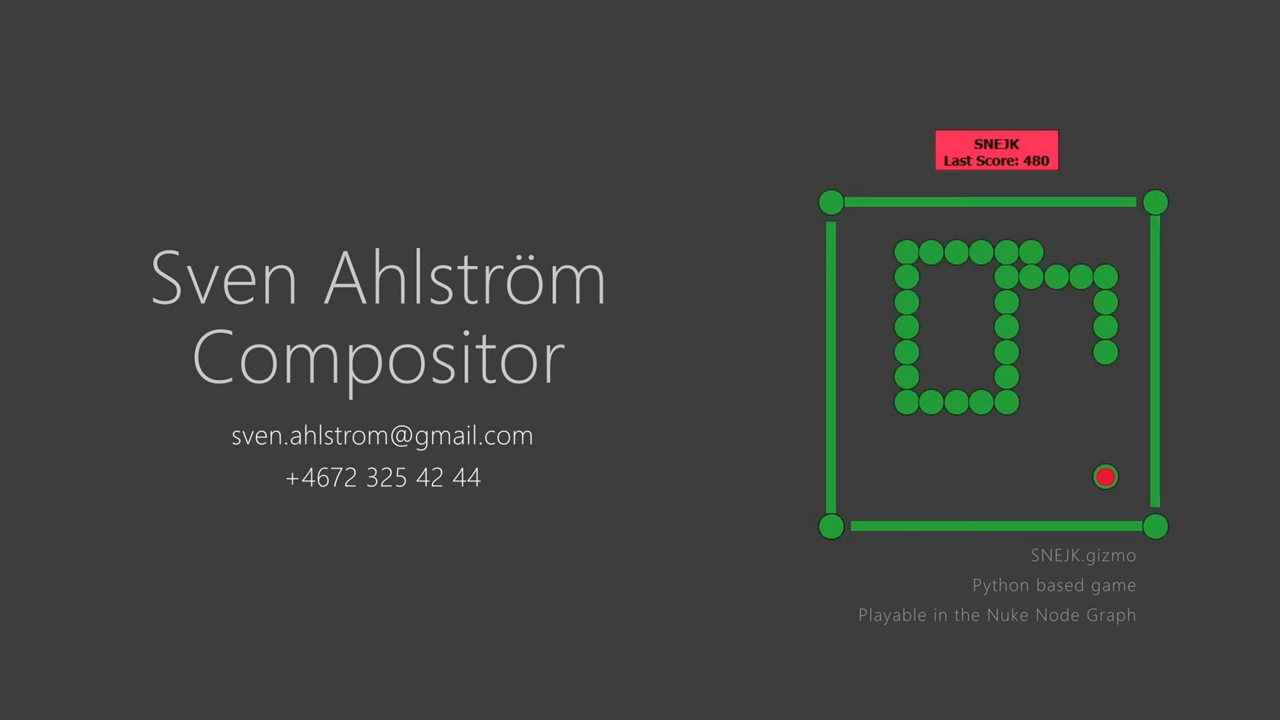 Sven Ahlström
Compositor
sven.ahlstrom@gmail.com
+4672 325 42 44
SNEJK
Last Score: 480
SNEJK.gizmo
Python based game
Playable in the Nuke Node Graph